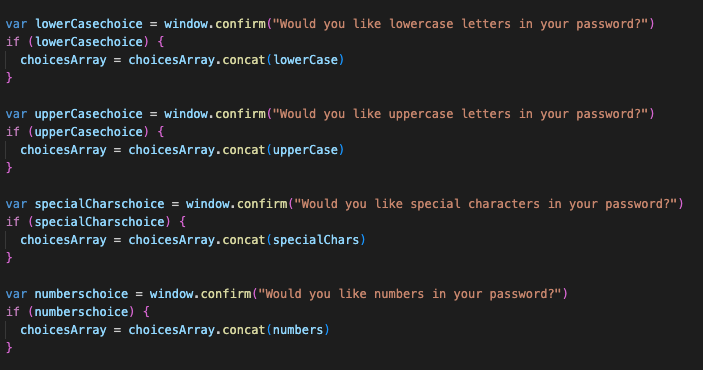 var lowerCasechoice = window.confirm("Would you like lowercase letters in your password?")
if (lowerCasechoice) {
  choicesArray = choicesArray.concat(lowerCase)
}

var upperCasechoice = window.confirm("Would you like uppercase letters in your password?")
if (upperCasechoice) {
  choicesArray = choicesArray.concat(upperCase)
}

var specialCharschoice = window.confirm("Would you like special characters in your password?")
if (specialCharschoice) {
  choicesArray = choicesArray.concat(specialChars)
}

var numberschoice = window.confirm("Would you like numbers in your password?")
if (numberschoice) {
  choicesArray = choicesArray.concat(numbers)
}